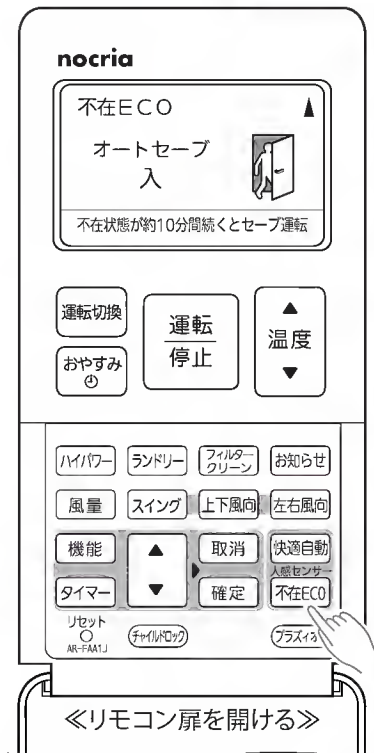 nocria
不在ECO
オートセーブ
入
不在状態が約10分間続くとセーブ運転
運転切換
運転
停止
温度
おやすみ
ハイパワー
ランドリー
フィルター
クリーン
お知らせ
風量
スイング
上下風向
左右風向
機能
取消
快適自動
人感センサー
タイマー
確定
不在ECO
リセット
AR-FAA1J
チャイルドロック
プラズィオ
≪リモコン扉を開ける≫